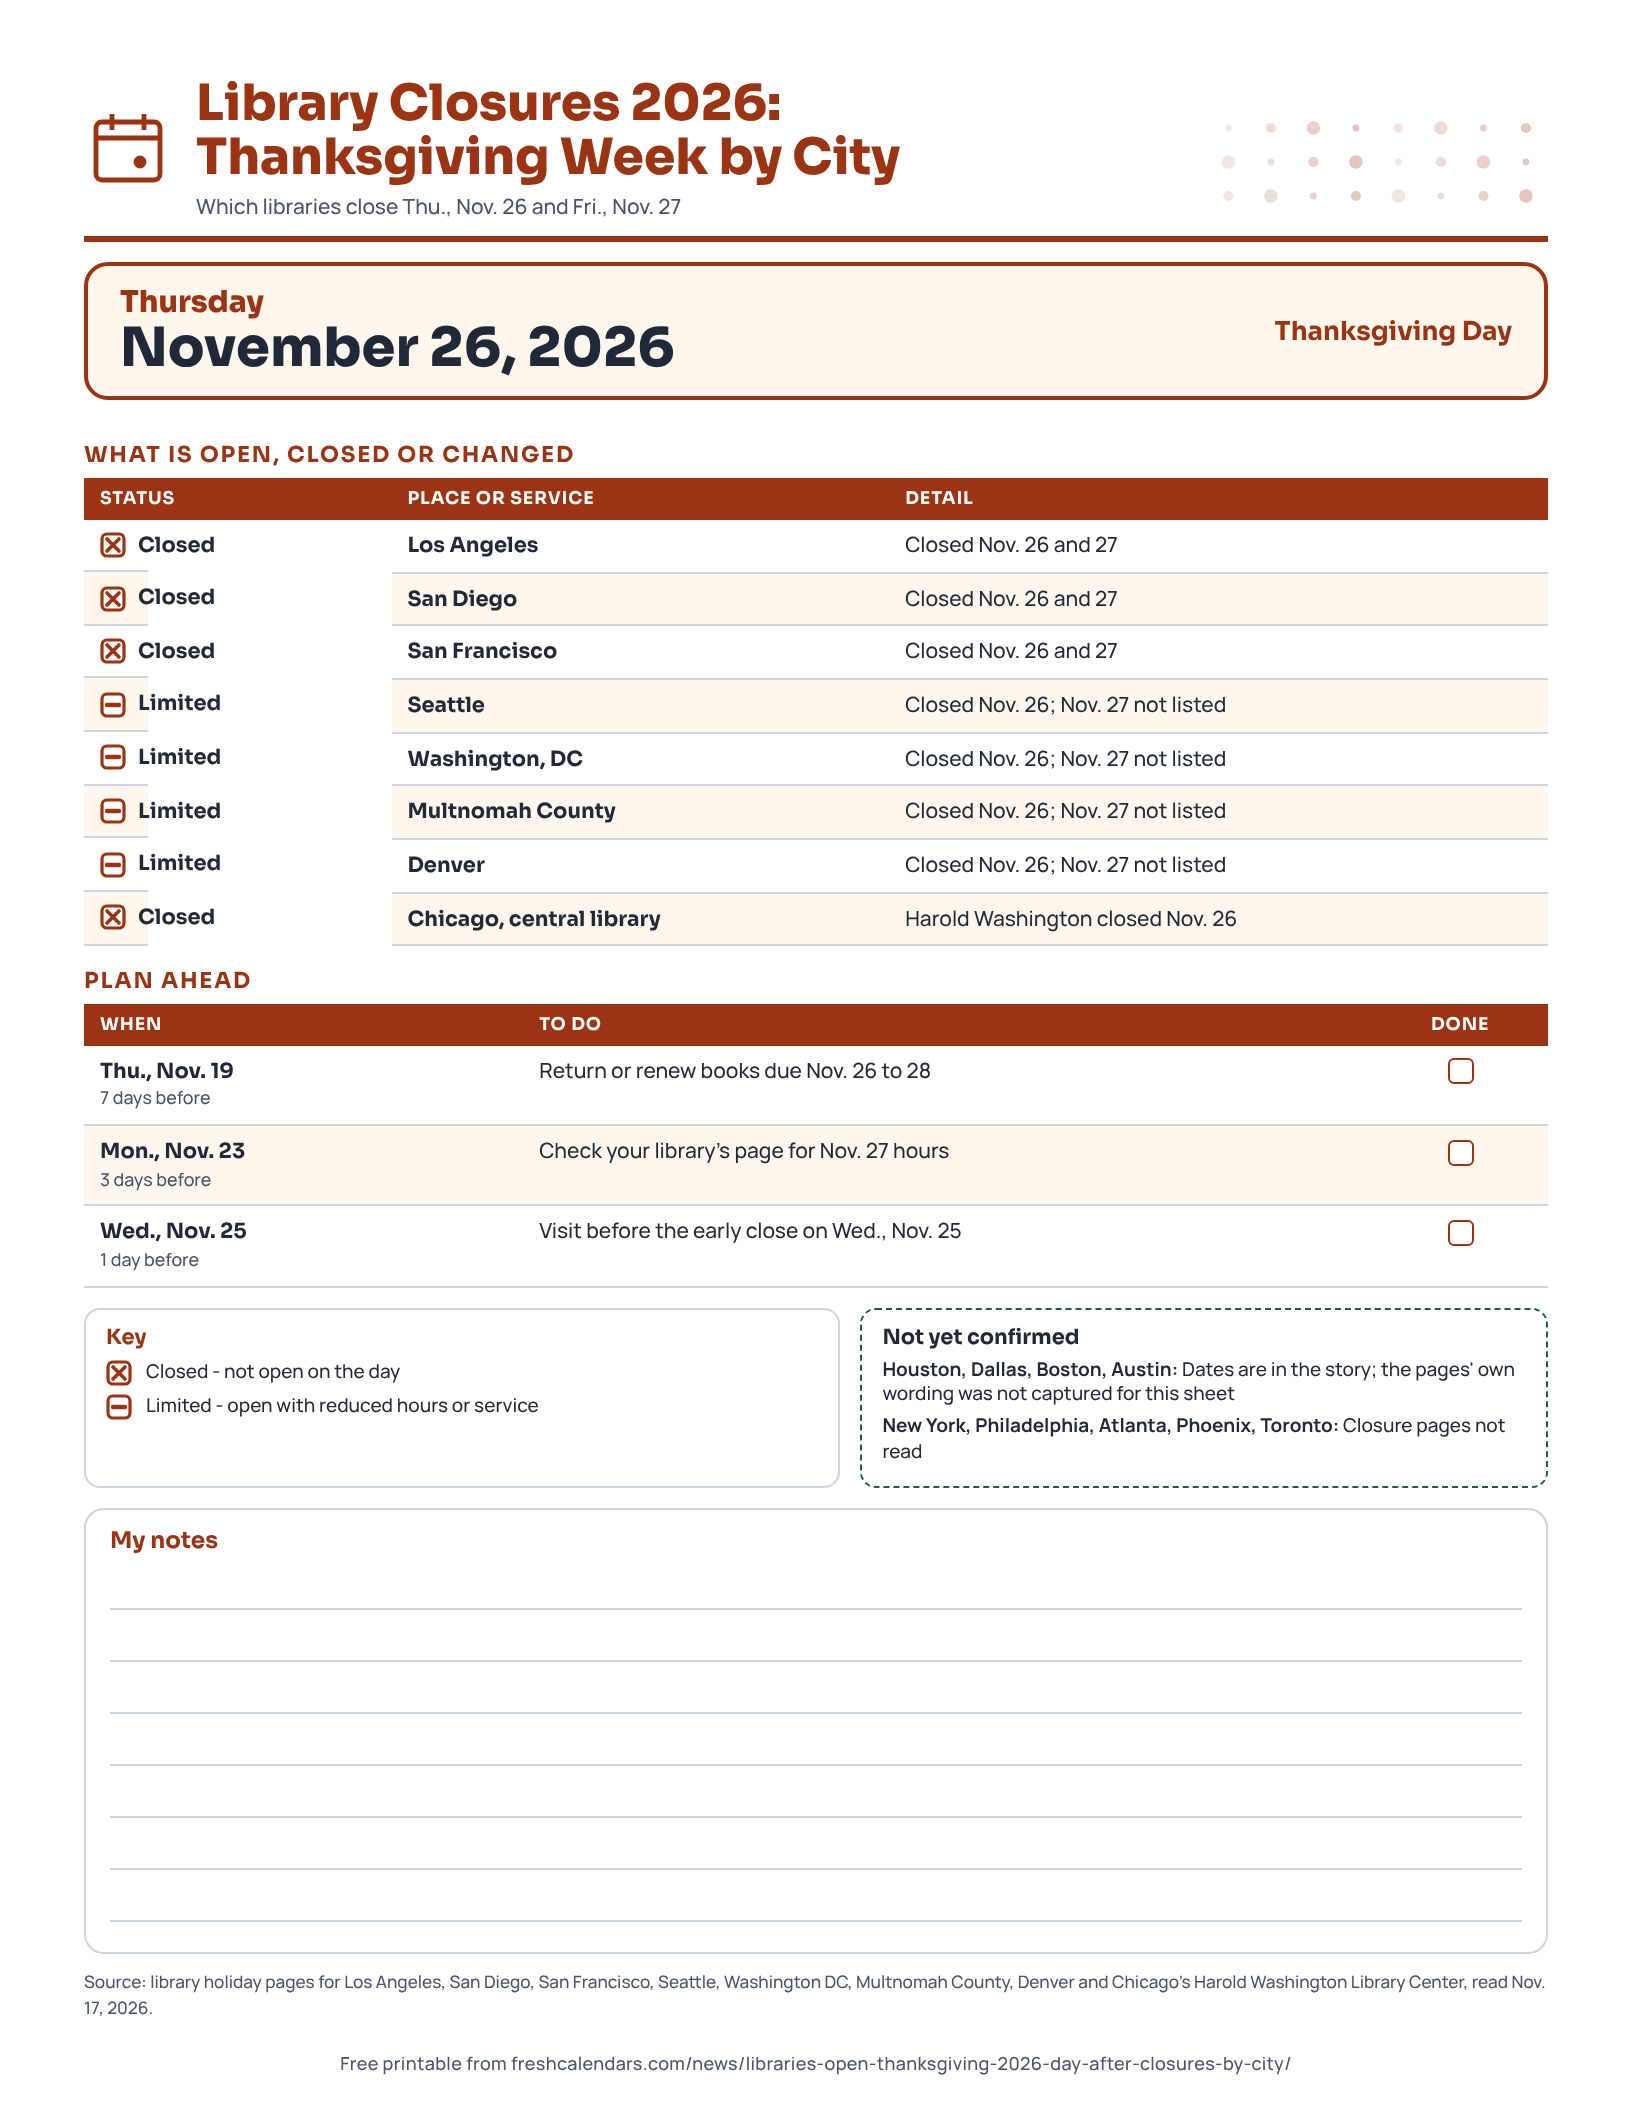 Library Closures 2026:
Thanksgiving Week by City
Which libraries close Thu., Nov. 26 and Fri., Nov. 27
Thursday
November 26, 2026
Thanksgiving Day
WHAT IS OPEN, CLOSED OR CHANGED
STATUS PLACE OR SERVICE DETAIL
Closed Los Angeles Closed Nov. 26 and 27
Closed San Diego Closed Nov. 26 and 27
Closed San Francisco Closed Nov. 26 and 27
Limited Seattle Closed Nov. 26; Nov. 27 not listed
Limited Washington, DC Closed Nov. 26; Nov. 27 not listed
Limited Multnomah County Closed Nov. 26; Nov. 27 not listed
Limited Denver Closed Nov. 26; Nov. 27 not listed
Closed Chicago, central library Harold Washington closed Nov. 26
PLAN AHEAD
WHEN TO DO DONE
Thu., Nov. 19 Return or renew books due Nov. 26 to 28
7 days before
Mon., Nov. 23 Check your library’s page for Nov. 27 hours
3 days before
Wed., Nov. 25 Visit before the early close on Wed., Nov. 25
1 day before
Key
Closed - not open on the day
Limited - open with reduced hours or service
Not yet confirmed
Houston, Dallas, Boston, Austin: Dates are in the story; the pages' own
wording was not captured for this sheet
New York, Philadelphia, Atlanta, Phoenix, Toronto: Closure pages not
read
My notes
Source: library holiday pages for Los Angeles, San Diego, San Francisco, Seattle, Washington DC, Multnomah County, Denver and Chicago’s Harold Washington Library Center, read Nov.
17, 2026.
Free printable from freshcalendars.com/news/libraries-open-thanksgiving-2026-day-after-closures-by-city/